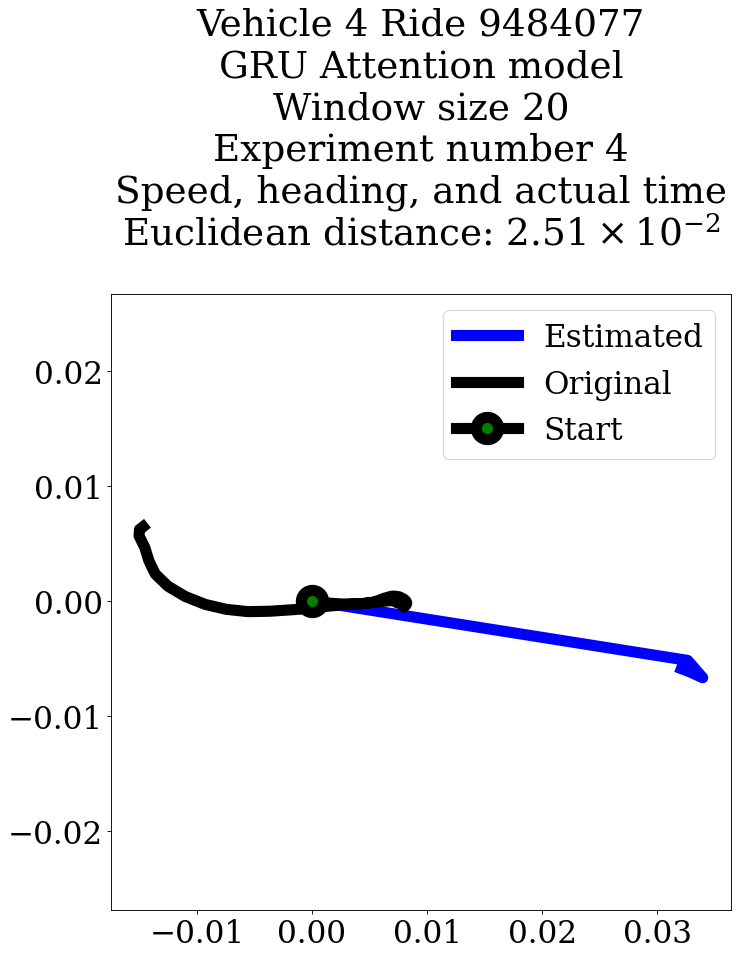 Vehicle 4 Ride 9484077
GRU Attention model
Window size 20
Experiment number 4
Speed, heading, and actual time
Euclidean distance: 2.51 × 10⁻²
Estimated
Original
Start
0.02
0.01
0.00
−0.01
−0.02
−0.01 0.00 0.01 0.02 0.03